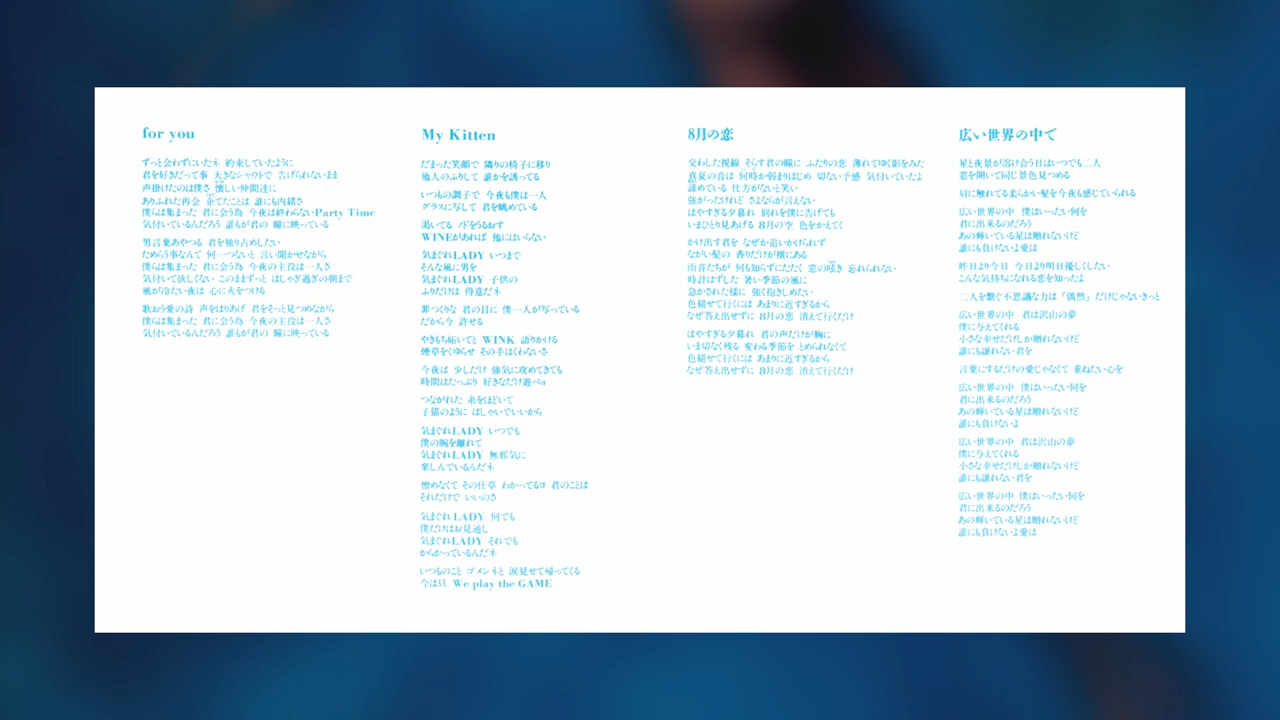 for you
ずっと会わずにいたネ 約束していたように
君を好きだって事 大きなシャウトで 告げられないまま
声掛けたのは僕さ 懐しい仲間達に
ありふれた再会 企てたことは 誰にも内緒さ
僕らは集まった 君に会う為 今夜は終わらないParty Time
気付いているんだろう 誰もが君の 瞳に映っている
男言葉あやつる 君を独り占めしたい
ためらう事なんて 何一つないと 言い聞かせながら
僕らは集まった 君に会う為 今夜の主役は一人さ
気付いて欲しくない このままずっと はしゃぎ過ぎの朝まで
風が冷たい夜は 心に火をつける
歌おう愛の詩 声をはりあげ 君をそっと見つめながら
僕らは集まった 君に会う為 今夜の主役は一人さ
気付いているんだろう 誰もが君の 瞳に映っている
My Kitten
だまった笑顔で 隣りの椅子に移り
他人のふりして 誰かを誘ってる
いつもの調子で 今夜も僕は一人
グラスに写して 君を眺めている
渇いてる ノドをうるおす
WINEがあれば 他にはいらない
気まぐれLADY いつまで
そんな風に男を
気まぐれLADY 子供の
ふりだけは 得意だネ
罪つくりな 君の目に 僕一人が写っている
だから今 許せる
やきもち妬いてと WINK 語りかける
煙草をくゆらせ その手はくわないさ
今夜は 少しだけ 強気に攻めてきても
時間はたっぷり 好きなだけ遊べヨ
つながれた 糸をほどいて
子猫のように はしゃいでいいから
気まぐれLADY いつでも
僕の腕を離れて
気まぐれLADY 無邪気に
楽しんでいるんだネ
憎めなくて その仕草 わかってるヨ 君のことは
それだけで いいのさ
気まぐれLADY 何でも
僕だけはお見通し
気まぐれLADY それでも
からかっているんだネ
いつものこと ゴメンネと 涙見せて帰ってくる
今は只 We play the GAME
8月の恋
交わした視線 そらす君の瞳に ふたりの恋 薄れてゆく影をみた
真夏の音は 何時か弱まりはじめ 切ない予感 気付いていたよ
諦めている 仕方がないと笑い
強がったけれど さよならが言えない
はやすぎる夕暮れ 別れを僕に告げても
いまひとり見あげる 8月の空 色をかえてく
かけ出す君を なぜか追いかけられず
ながい髪の 香りだけが横にある
雨音たちが 何も知らずにたたく 窓の呟き 忘れられない
時計はずした 暑い季節の風に
急かされた様に 強く抱きしめたい
色褪せて行くには あまりに近すぎるから
なぜ答え出せずに 8月の恋 消えて行くだけ
はやすぎる夕暮れ 君の声だけが胸に
いま切なく残る 変わる季節を とめられなくて
色褪せて行くには あまりに近すぎるから
なぜ答え出せずに 8月の恋 消えて行くだけ
広い世界の中で
星と夜景が溶け合う日はいつでも二人
窓を開いて同じ景色見つめる
肩に触れてる柔らかい髪を今夜も感じていられる
広い世界の中 僕はいったい何を
君に出来るのだろう
あの輝いている星は贈れないけど
誰にも負けないよ愛は
昨日より今日 今日より明日優しくしたい
こんな気持ちになれる恋を知ったよ
二人を繋ぐ不思議な力は『偶然』だけじゃないきっと
広い世界の中 君は沢山の夢
僕に与えてくれる
小さな幸せだけしか贈れないけど
誰にも譲れない君を
言葉にするだけの愛じゃなくて 重ねたい心を
広い世界の中 僕はいったい何を
君に出来るのだろう
あの輝いている星は贈れないけど
誰にも負けないよ
広い世界の中 君は沢山の夢
僕に与えてくれる
小さな幸せだけしか贈れないけど
誰にも譲れない君を
広い世界の中 僕はいったい何を
君に出来るのだろう
あの輝いている星は贈れないけど
誰にも負けないよ愛は